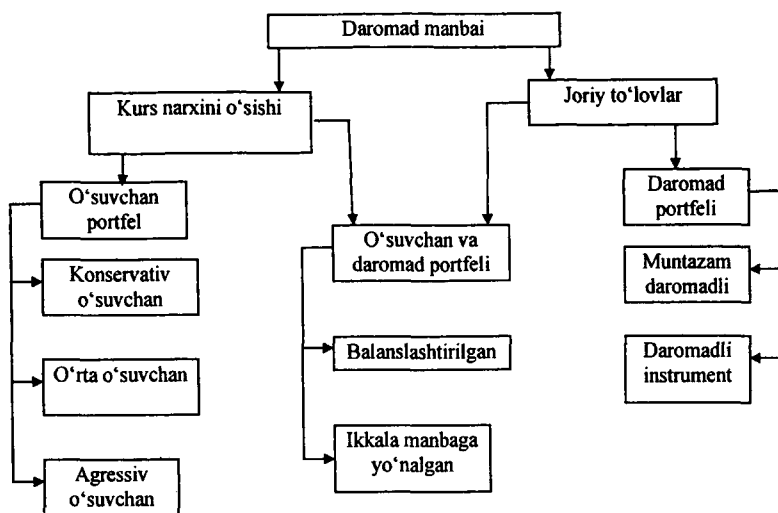 Daromad manbai
Kurs narxini o‘sishi
Joriy to‘lovlar
O‘suvchan
portfel
Konservativ
o‘suvchan
O‘rta o‘suvchan
Agressiv
o‘suvchan
O‘suvchan va
daromad portfeli
Balanslashtirilgan
Ikkala manbaga
yo‘nalgan
Daromad
portfeli
Muntazam
daromadli
Daromadli
instrument